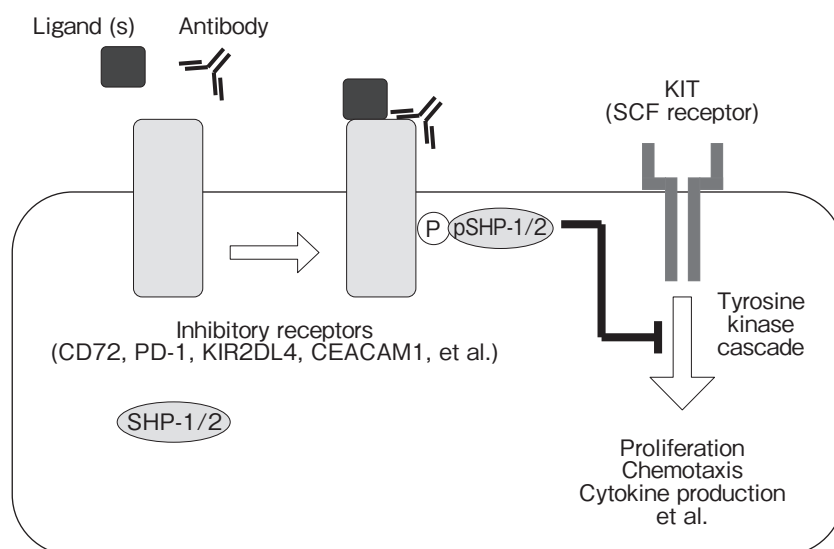 Ligand (s)
Antibody
KIT
(SCF receptor)
P
pSHP-1/2
Inhibitory receptors
(CD72, PD-1, KIR2DL4, CEACAM1, et al.)
Tyrosine
kinase
cascade
SHP-1/2
Proliferation
Chemotaxis
Cytokine production
et al.